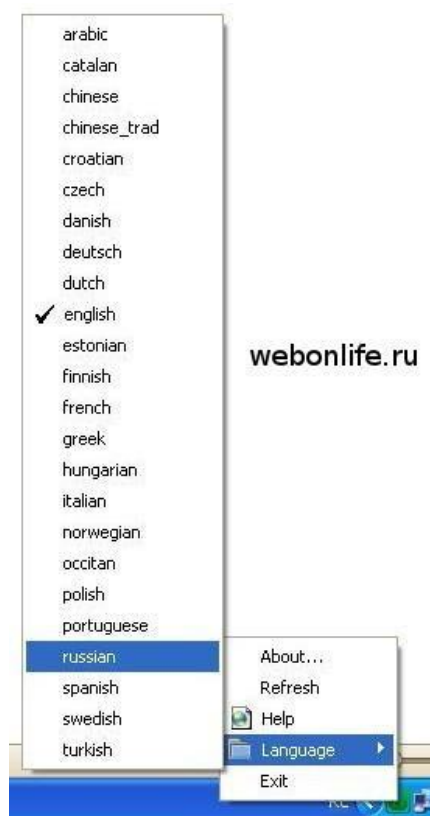 arabic
catalan
chinese
chinese_trad
croatian
czech
danish
deutsch
dutch
english
estonian
finnish
french
greek
hungarian
italian
norwegian
occitan
polish
portuguese
russian
spanish
swedish
turkish
webonlife.ru
About...
Refresh
Help
Language
Exit